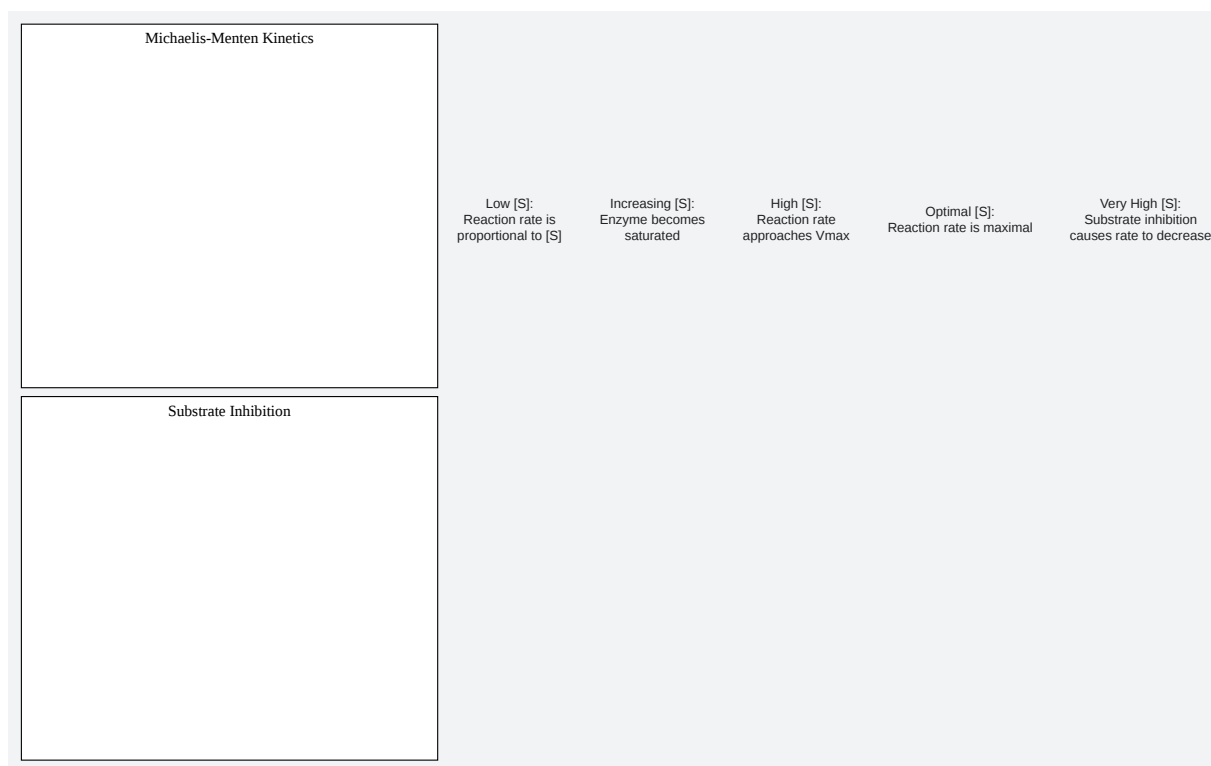 Michaelis-Menten Kinetics
Low [S]:
Reaction rate is
proportional to [S]
Increasing [S]:
Enzyme becomes
saturated
High [S]:
Reaction rate
approaches Vmax
Optimal [S]:
Reaction rate is maximal
Very High [S]:
Substrate inhibition
causes rate to decrease
Substrate Inhibition